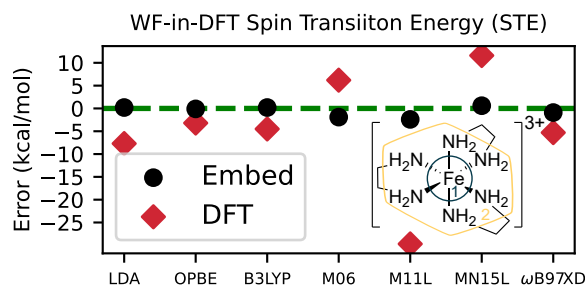 WF-in-DFT Spin Transiiton Energy (STE)
Error (kcal/mol)
10
5
0
−5
−10
−15
−20
−25
Embed
DFT
3+
NH2
H2N
NH2
Fe
1
H2N
NH2
NH2
2
LDA
OPBE
B3LYP
M06
M11L
MN15L
ωB97XD